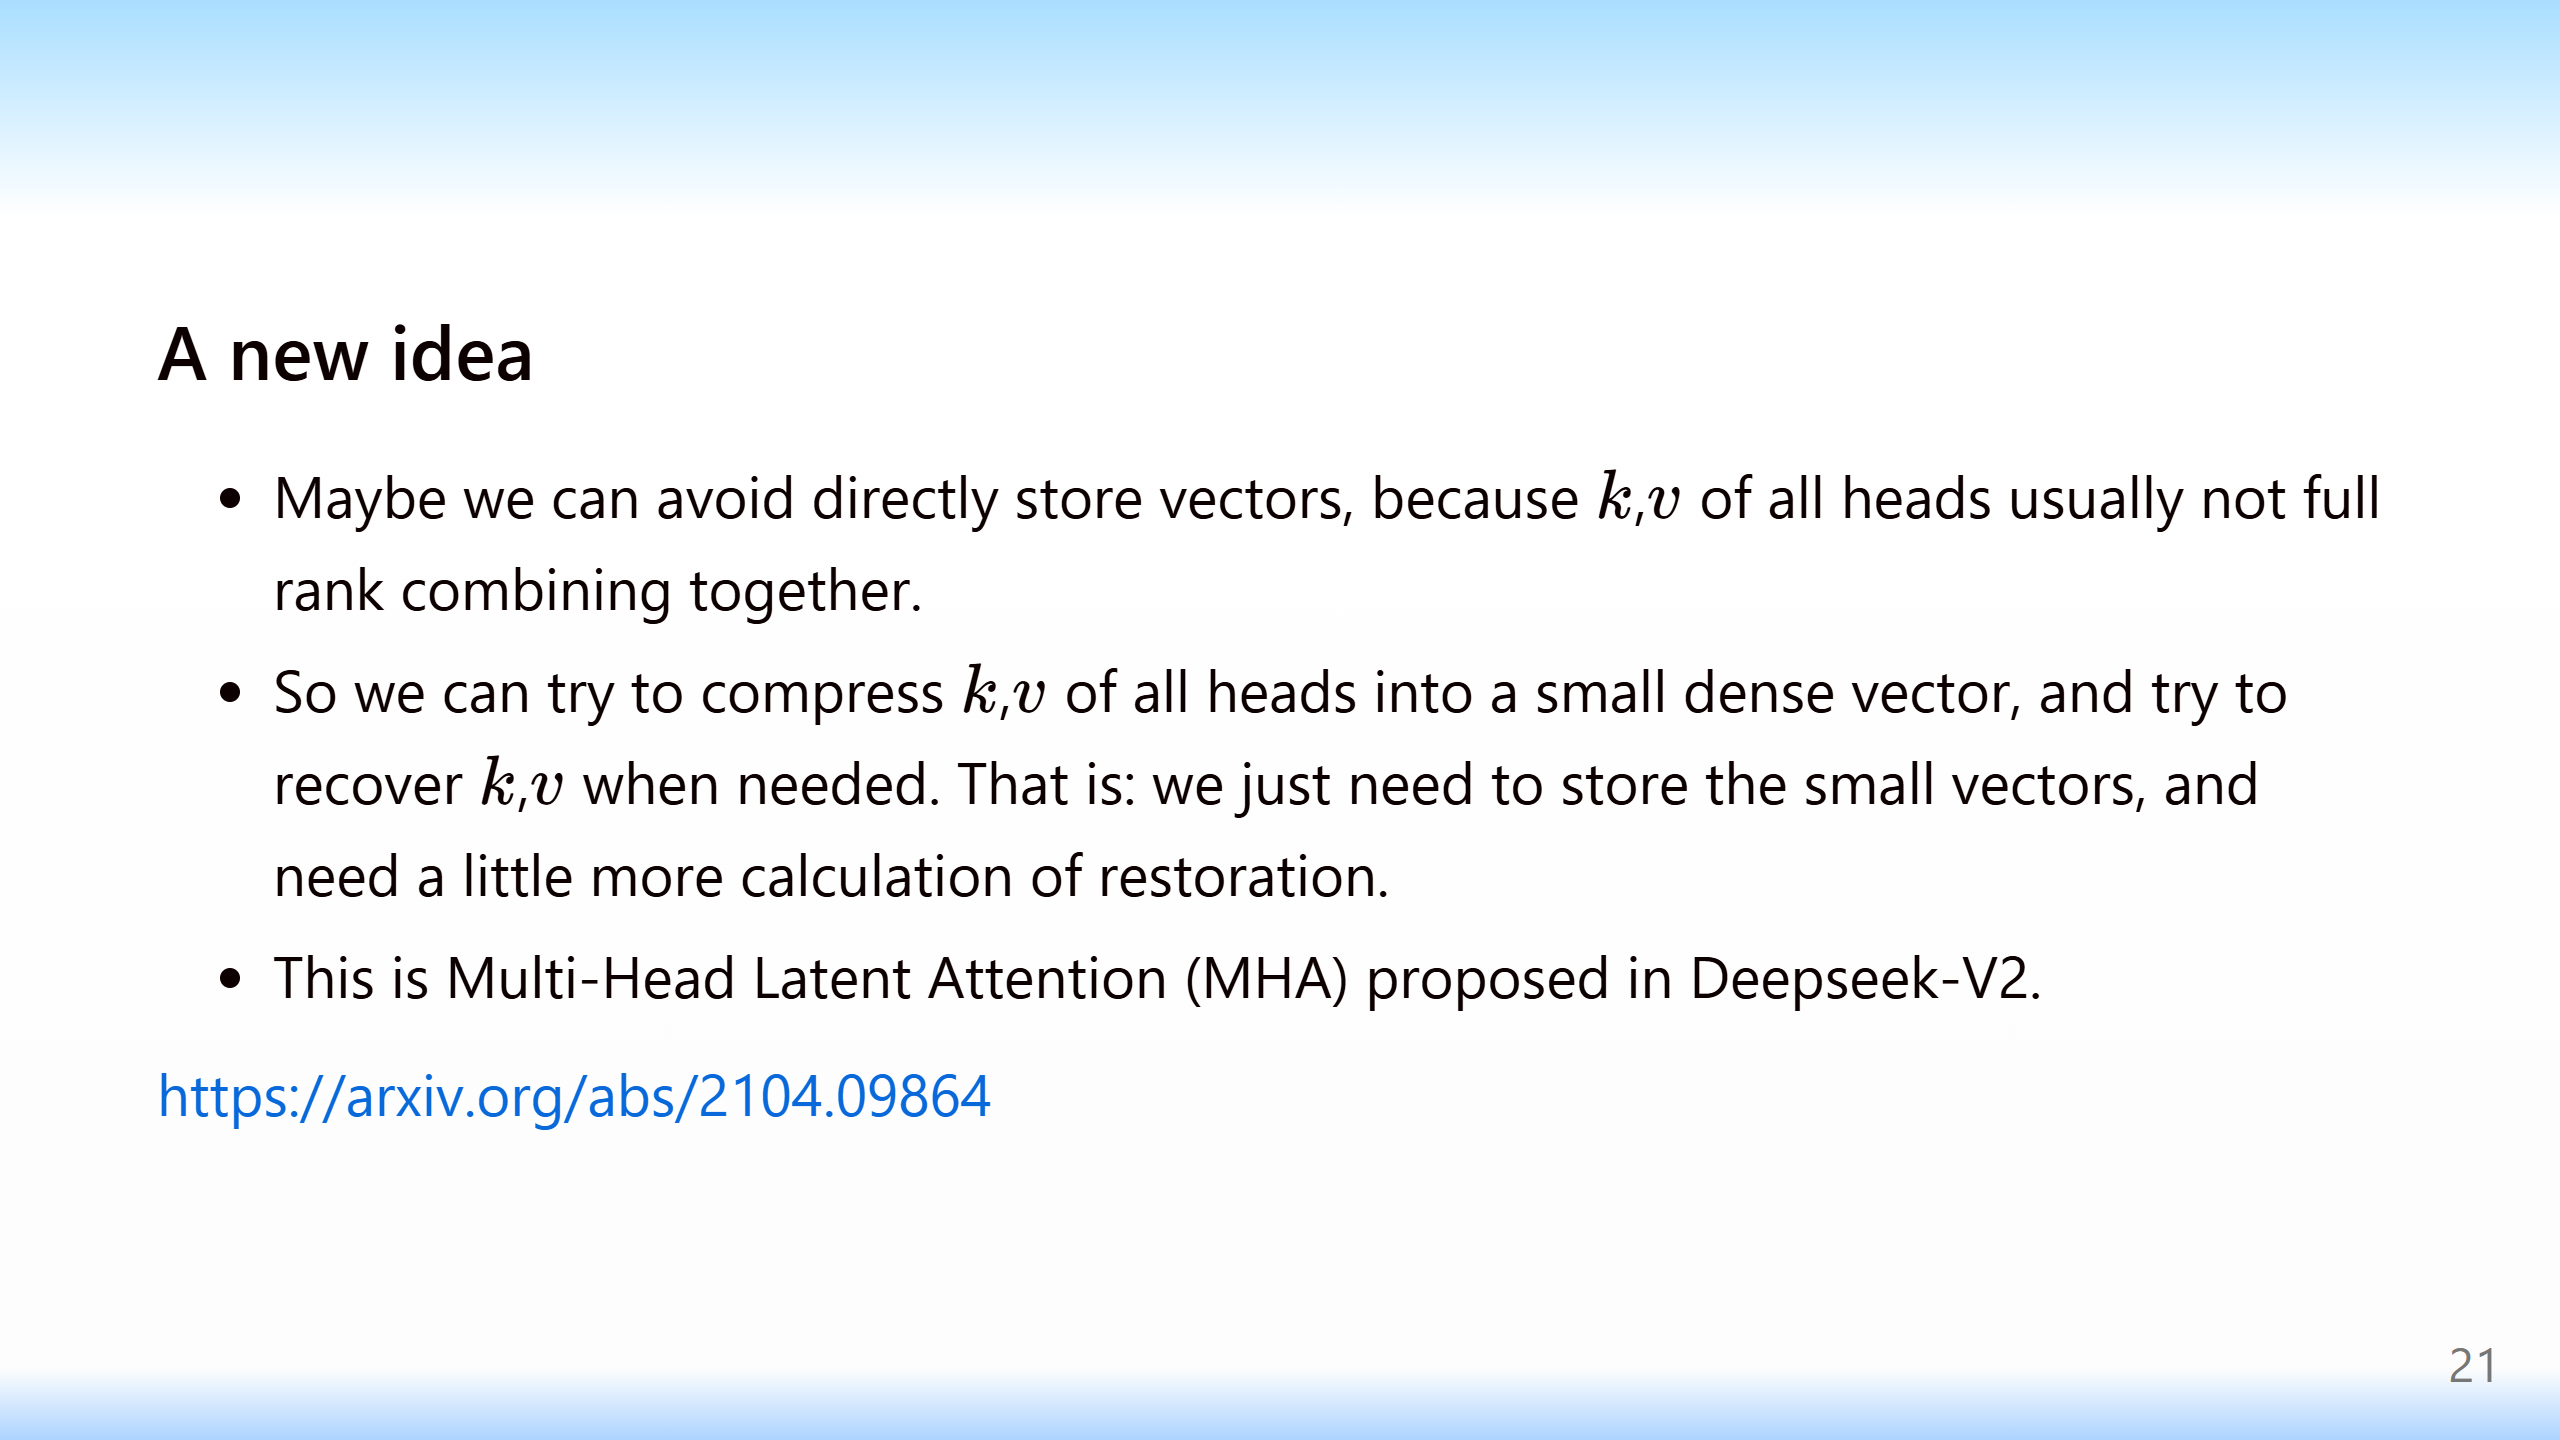 A new idea
• Maybe we can avoid directly store vectors, because k,v of all heads usually not full
rank combining together.
• So we can try to compress k,v of all heads into a small dense vector, and try to
recover k,v when needed. That is: we just need to store the small vectors, and
need a little more calculation of restoration.
• This is Multi-Head Latent Attention (MHA) proposed in Deepseek-V2.
https://arxiv.org/abs/2104.09864
21